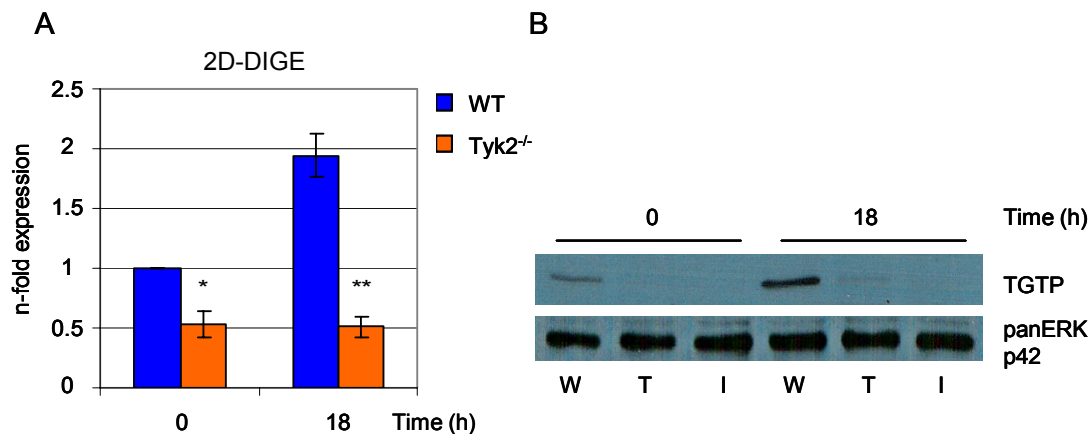 A
2D-DIGE
2.5
2
1.5
1
0.5
0
n-fold expression
*
**
0 18 Time (h)
WT
Tyk2-/-
B
0 18 Time (h)
TGTP
panERK
p42
W T I W T I